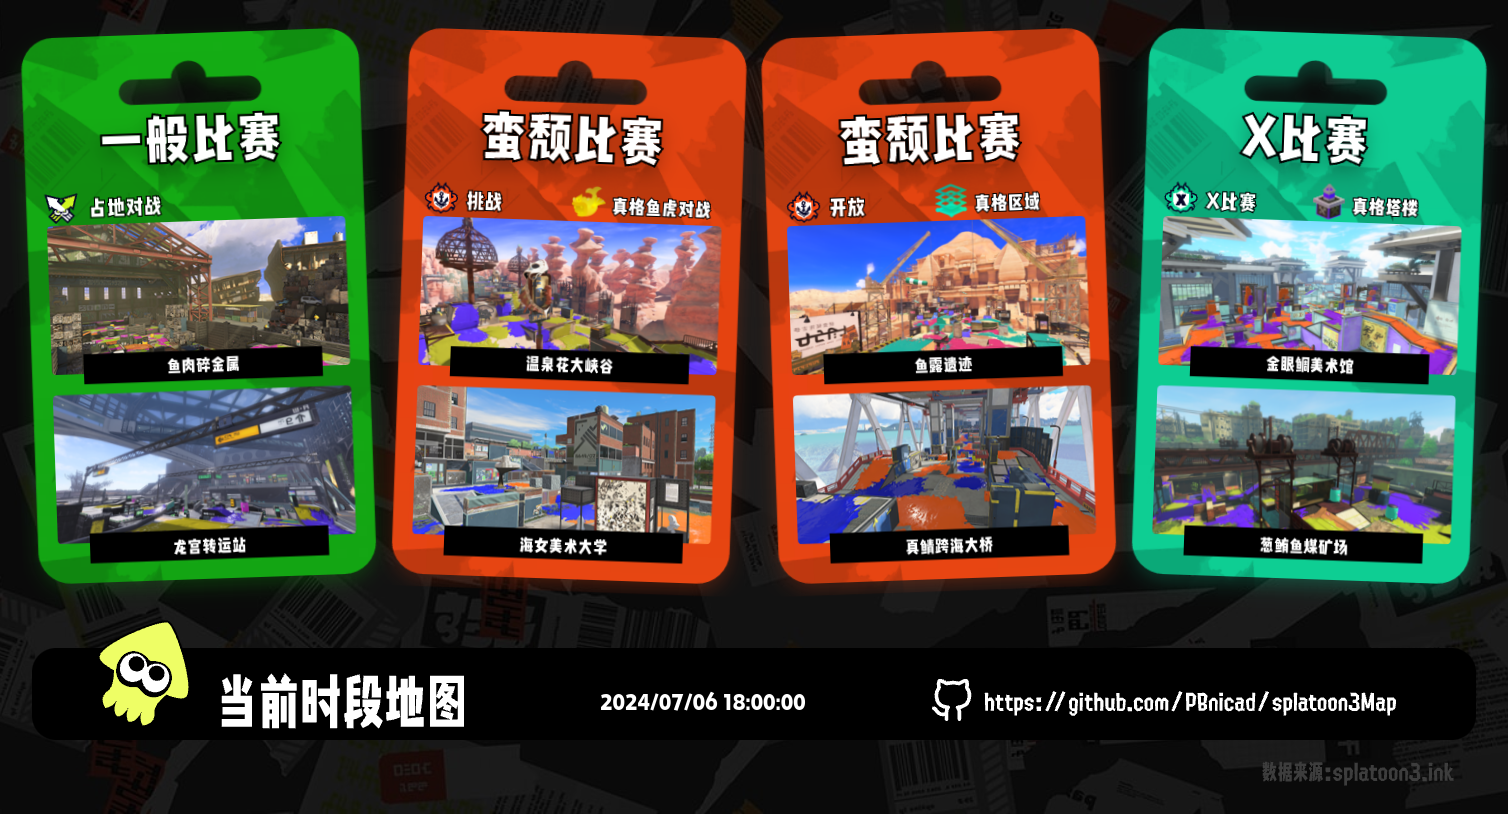 一般比赛
占地对战
鱼肉碎金属
龙宫转运站
蛮颓比赛
挑战
真格鱼虎对战
温泉花大峡谷
海女美术大学
蛮颓比赛
开放
真格区域
鱼露遗迹
真鲭跨海大桥
X比赛
X比赛
真格塔楼
金眼鲷美术馆
葱鲔鱼煤矿场
当前时段地图
2024/07/06 18:00:00
https://github.com/PBnicad/splatoon3Map
数据来源:splatoon3.ink